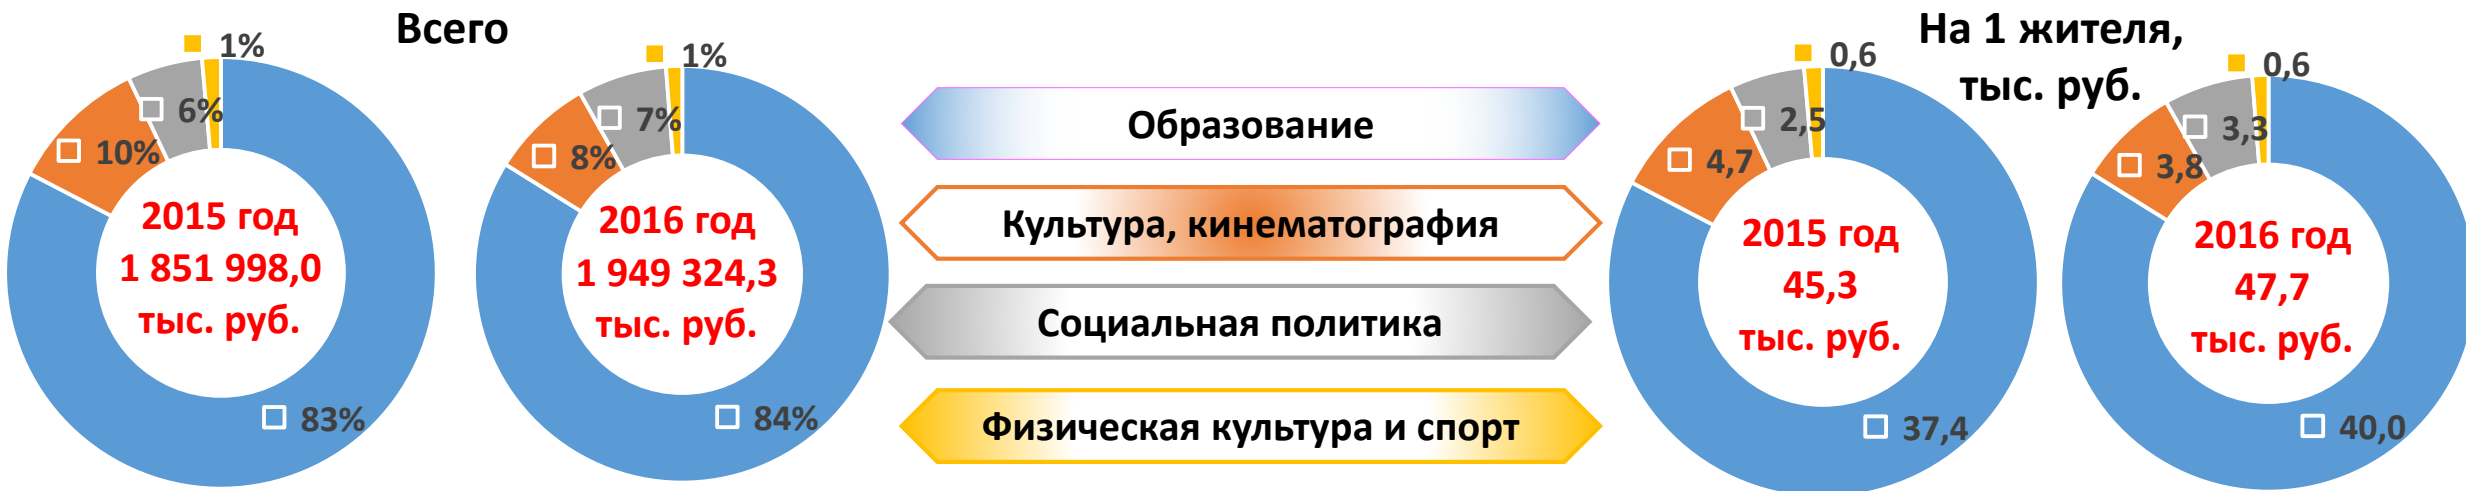 Всего
1%
6%
10%
2015 год
1 851 998,0
тыс. руб.
83%
1%
7%
8%
2016 год
1 949 324,3
тыс. руб.
84%
Образование
Культура, кинематография
Социальная политика
Физическая культура и спорт
На 1 жителя,
тыс. руб.
0,6
2,5
4,7
2015 год
45,3
тыс. руб.
37,4
0,6
3,3
3,8
2016 год
47,7
тыс. руб.
40,0